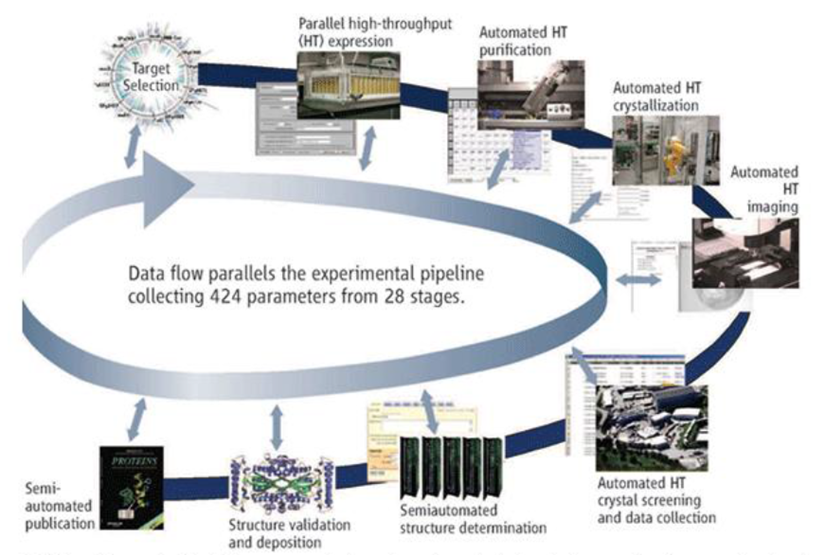 Parallel high-throughput
(HT) expression
Automated HT
purification
Target
Selection
Automated HT
crystallization
Automated
HT
imaging
Data flow parallels the experimental pipeline
collecting 424 parameters from 28 stages.
PROTEINS
Semi-
automated
publication
Structure validation
and deposition
Semiautomated
structure determination
Automated HT
crystal screening
and data collection